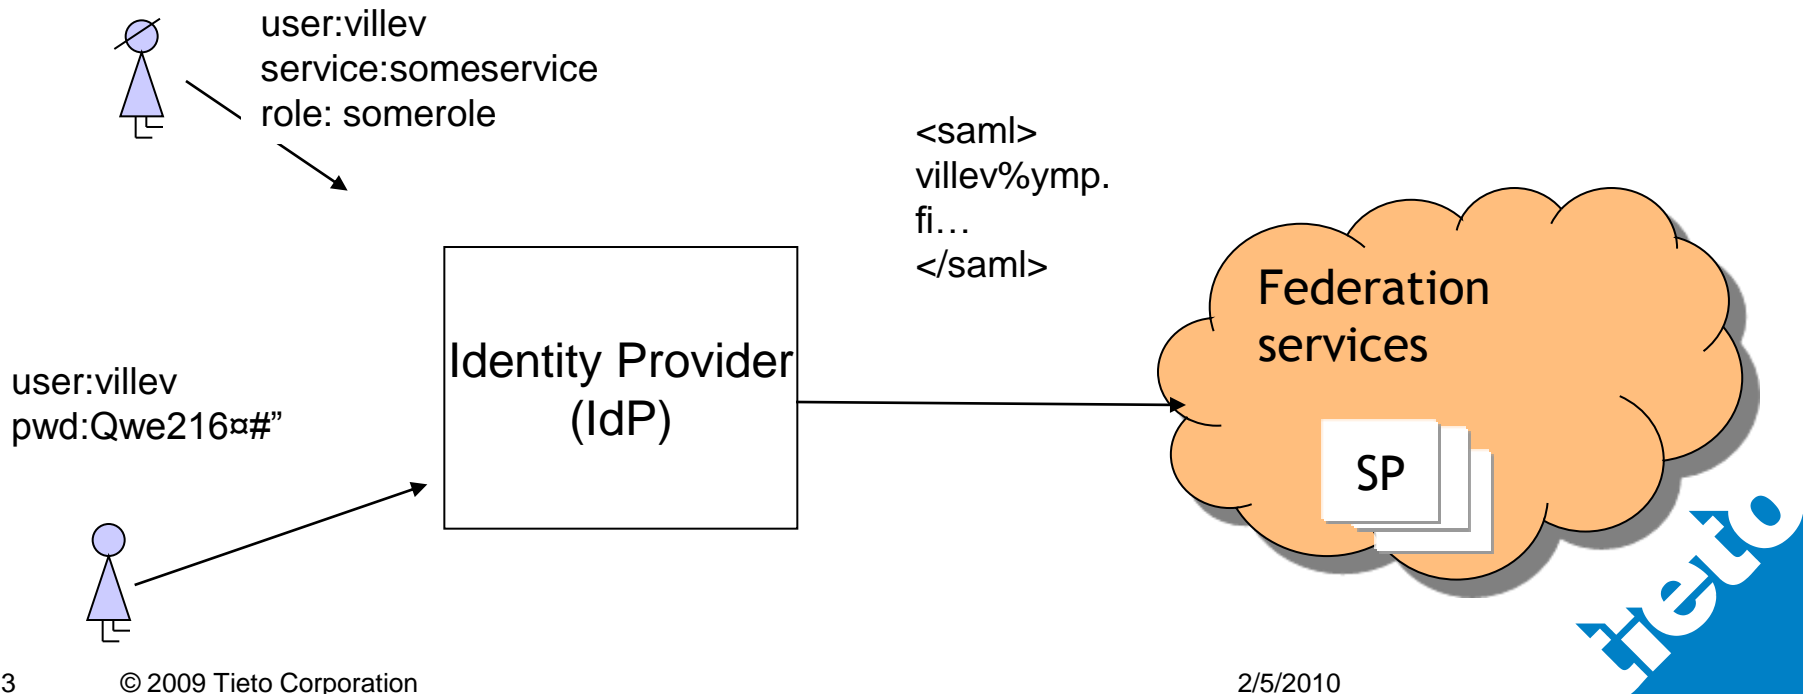 user:villev
service:someservice
role: somerole
<saml>
villev%ymp.
fi…
</saml>
Federation
services
Identity Provider
(IdP)
user:villev
pwd:Qwe216¤#”
SP
tieto
3
© 2009 Tieto Corporation
2/5/2010